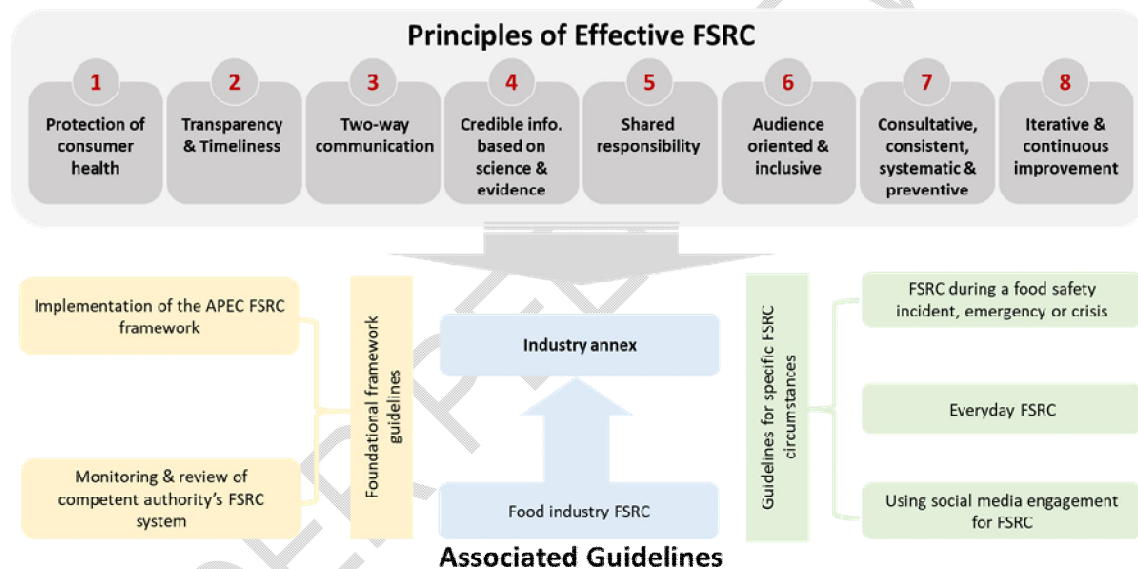 Principles of Effective FSRC
1
Protection of
consumer
health
2
Transparency
& Timeliness
3
Two-way
communication
4
Credible info.
based on
science &
evidence
5
Shared
responsibility
6
Audience
oriented &
inclusive
7
Consultative,
consistent,
systematic &
preventive
8
Iterative &
continuous
improvement
Implementation of the APEC FSRC
framework
Monitoring & review of
competent authority's FSRC
system
Foundational framework
guidelines
Industry annex
Food industry FSRC
Guidelines for specific FSRC
circumstances
FSRC during a food safety
incident, emergency or crisis
Everyday FSRC
Using social media engagement
for FSRC
Associated Guidelines